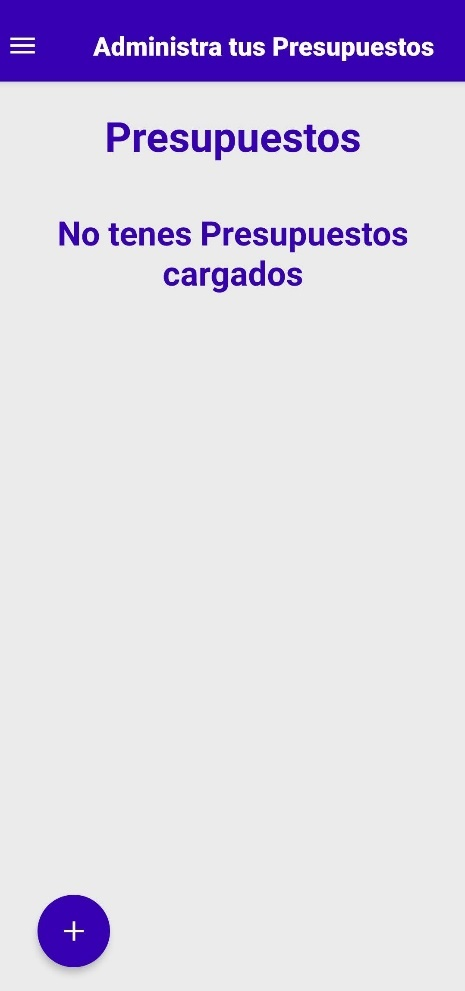 Administra tus Presupuestos
Presupuestos
No tenes Presupuestos
cargados
+